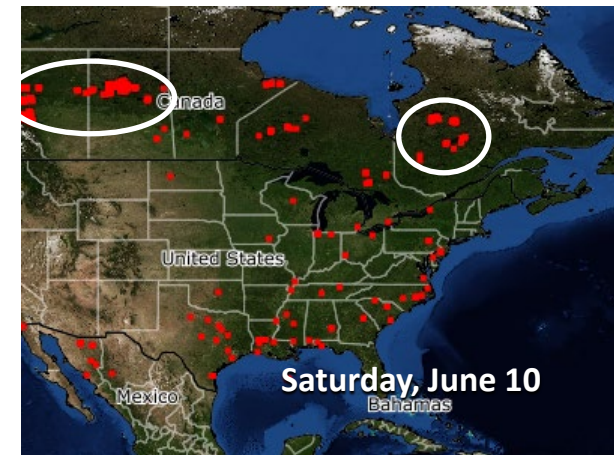 Canada
United States
Saturday, June 10
Mexico
Bahamas